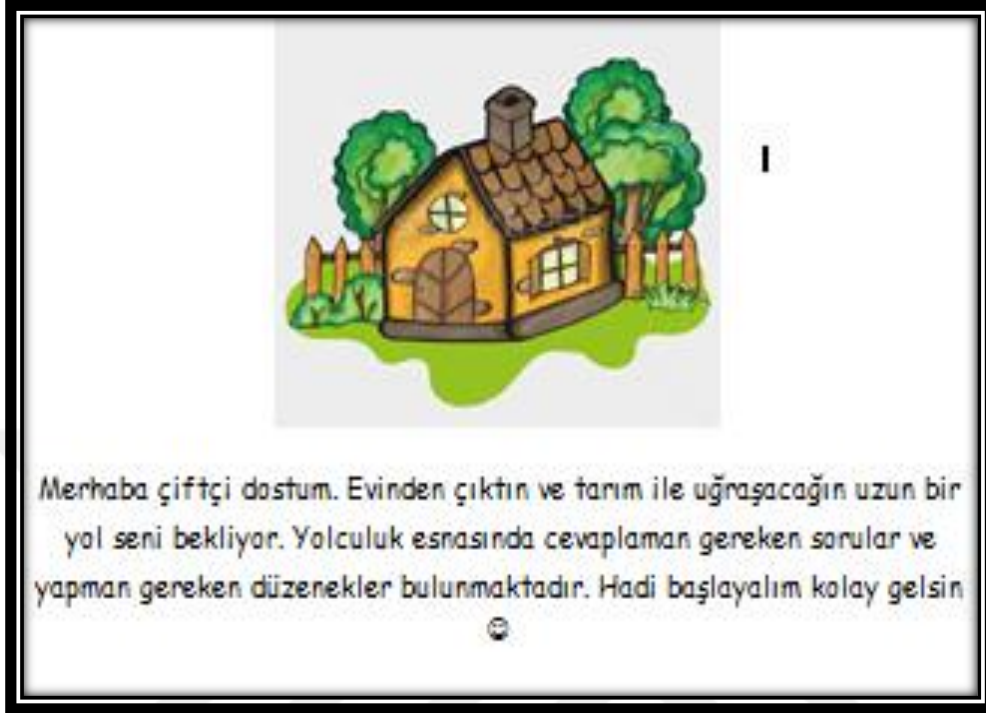 I
Merhaba çiftçi dostum. Evinden çıktın ve tarım ile uğraşacağın uzun bir
yol seni bekliyor. Yolculuk esnasında cevaplaman gereken sorular ve
yapman gereken düzenekler bulunmaktadır. Hadi başlayalım kolay gelsin
☺